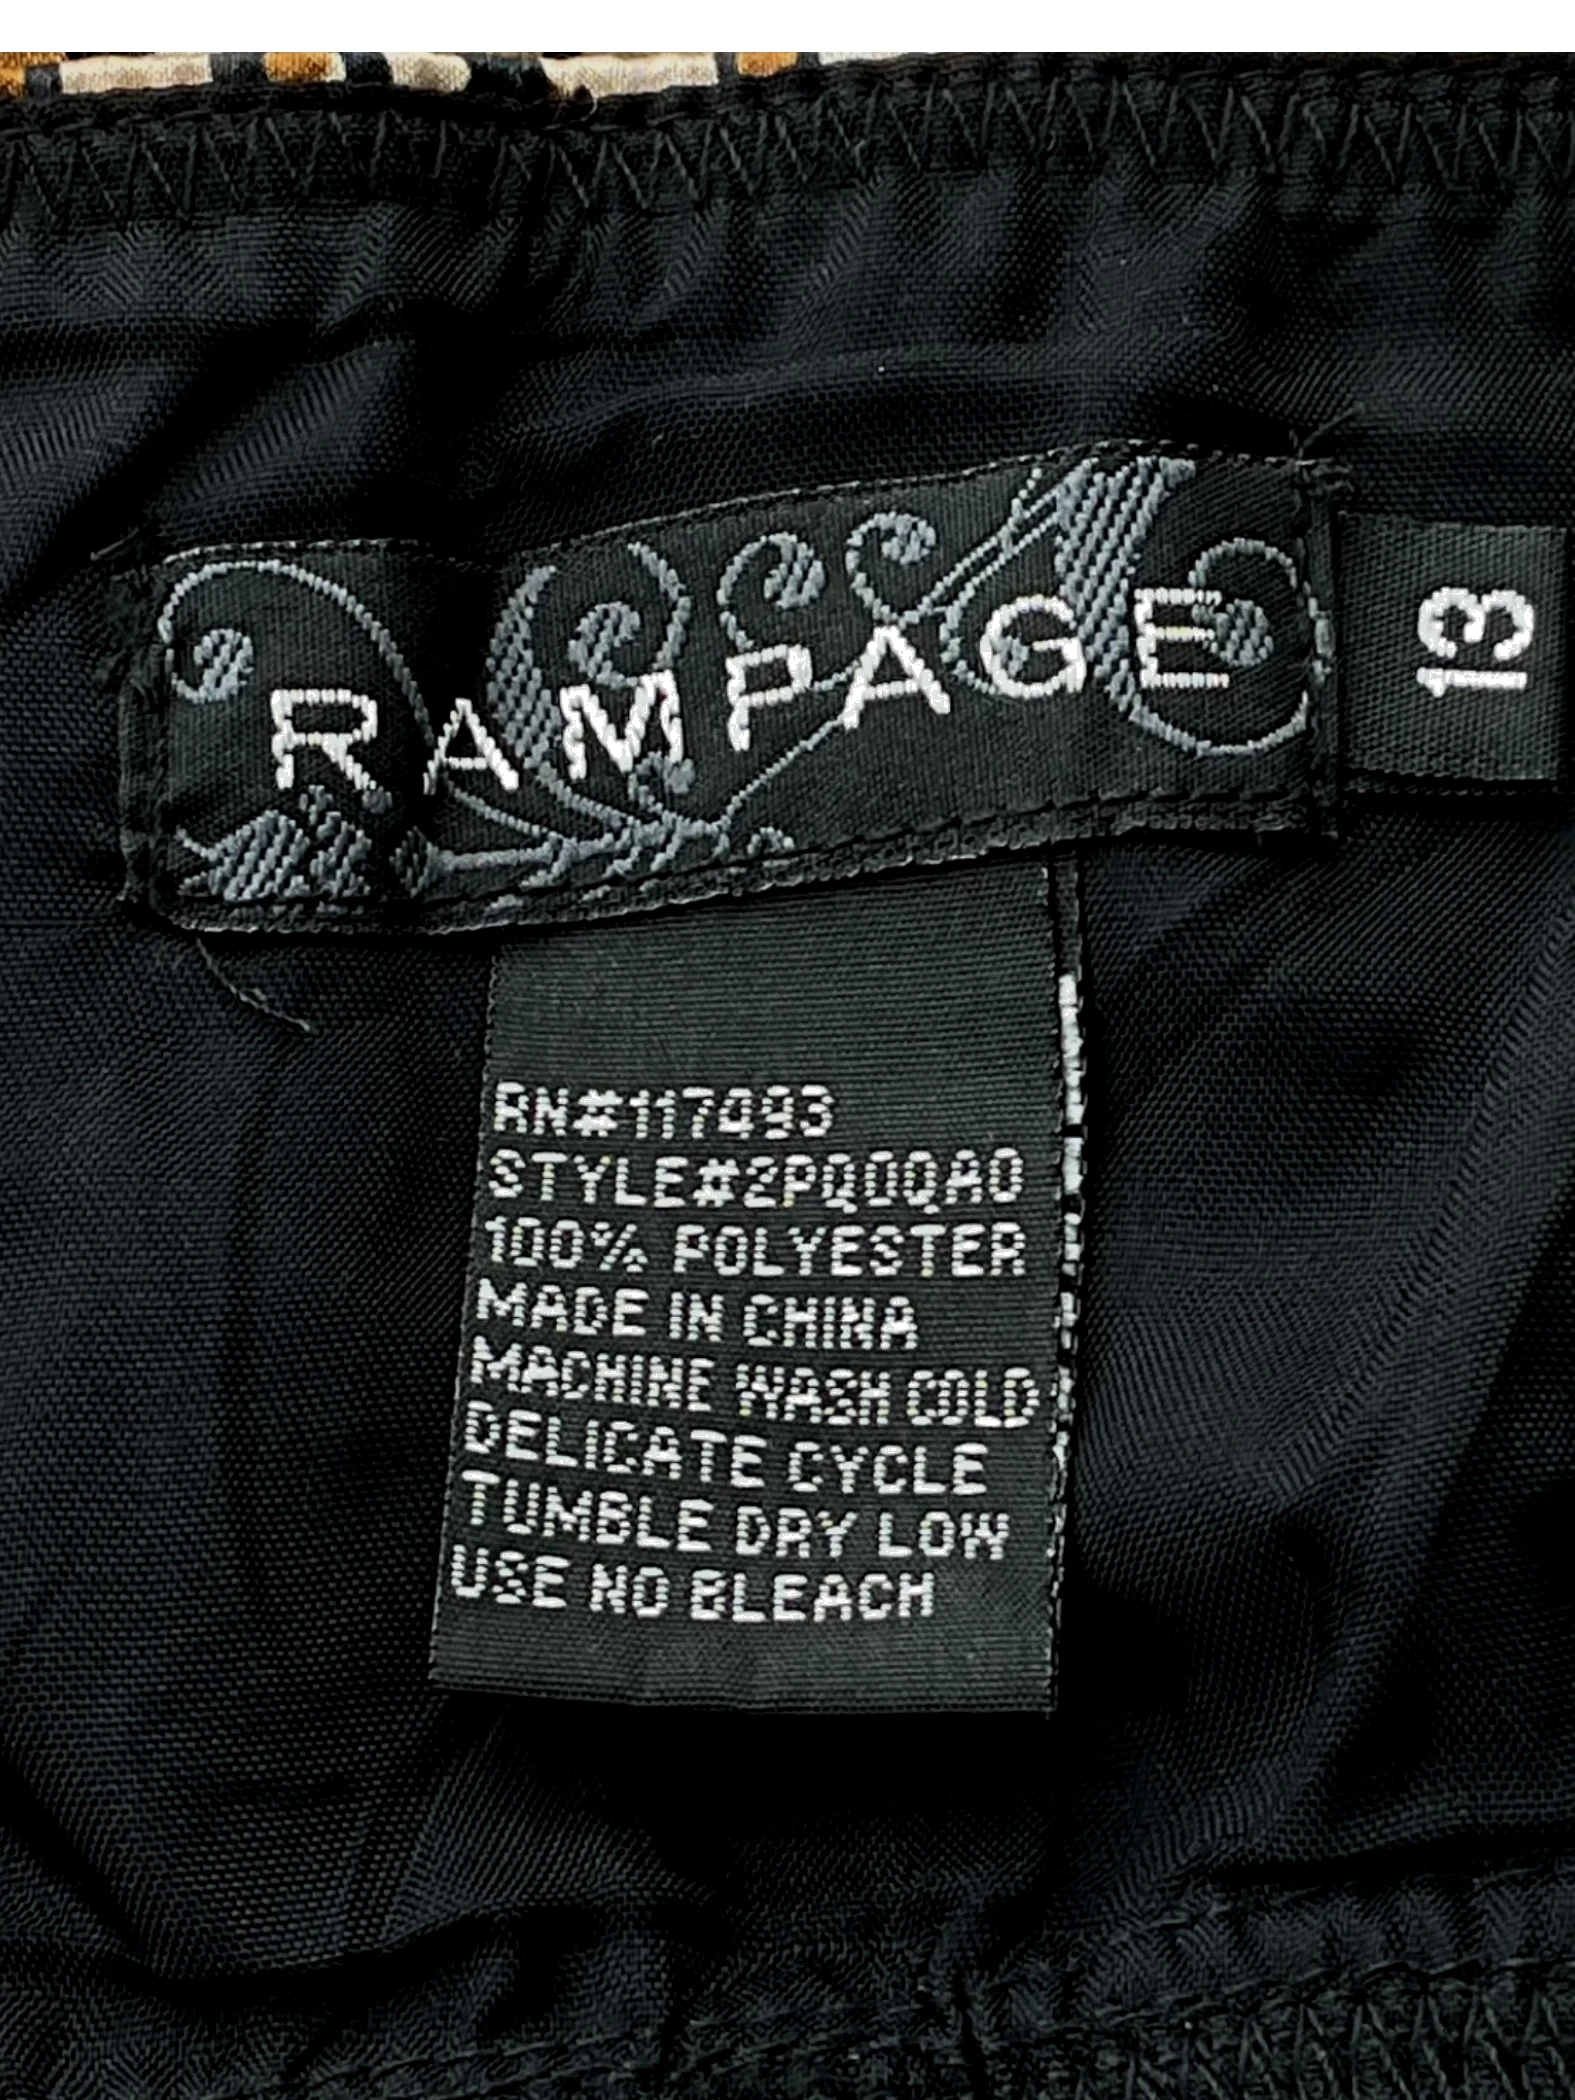 RAMPAGE
13
RN#117493
STYLE#2PQ0QA0
100% POLYESTER
MADE IN CHINA
MACHINE WASH COLD
DELICATE CYCLE
TUMBLE DRY LOW
USE NO BLEACH